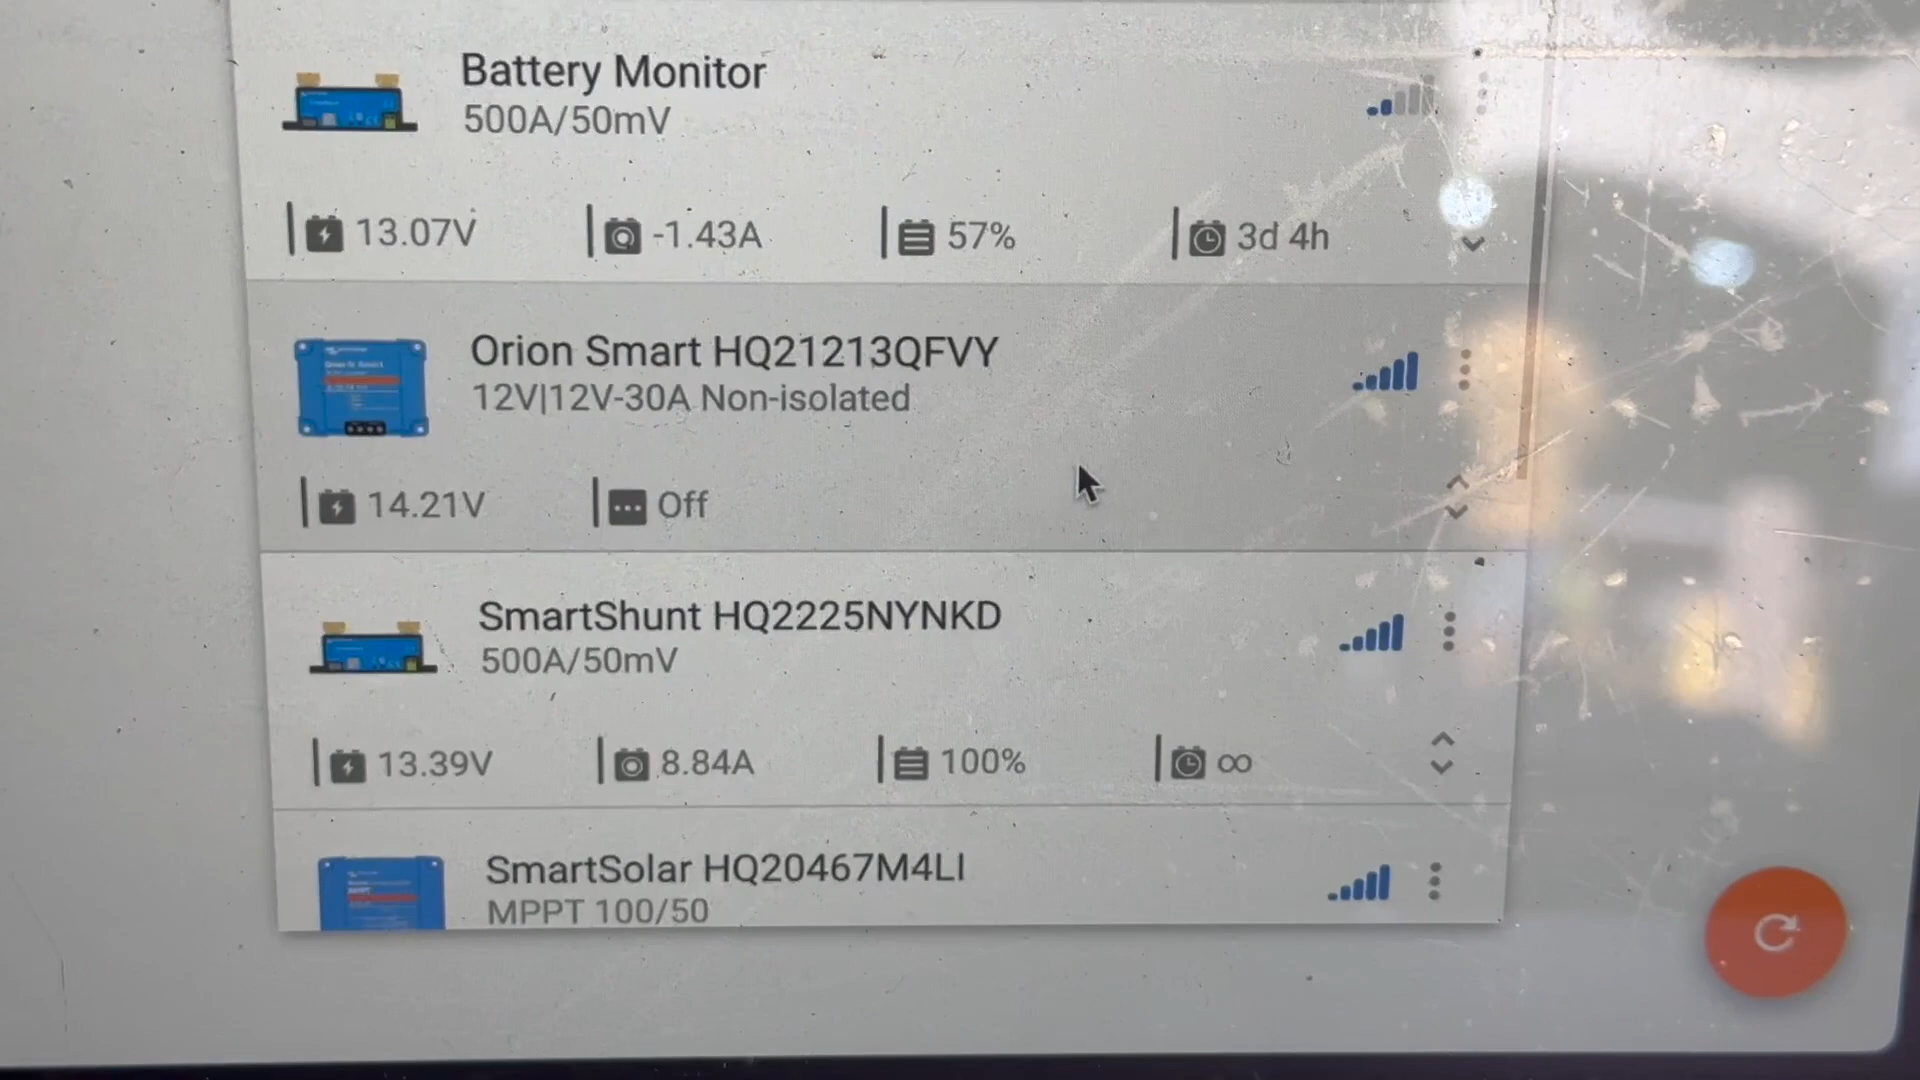 Battery Monitor
500A/50mV
13.07V -1.43A 57% 3d 4h
Orion Smart HQ21213QFVY
12V|12V-30A Non-isolated
14.21V Off
SmartShunt HQ2225NYNKD
500A/50mV
13.39V 8.84A 100% ∞
SmartSolar HQ20467M4LI
MPPT 100/50